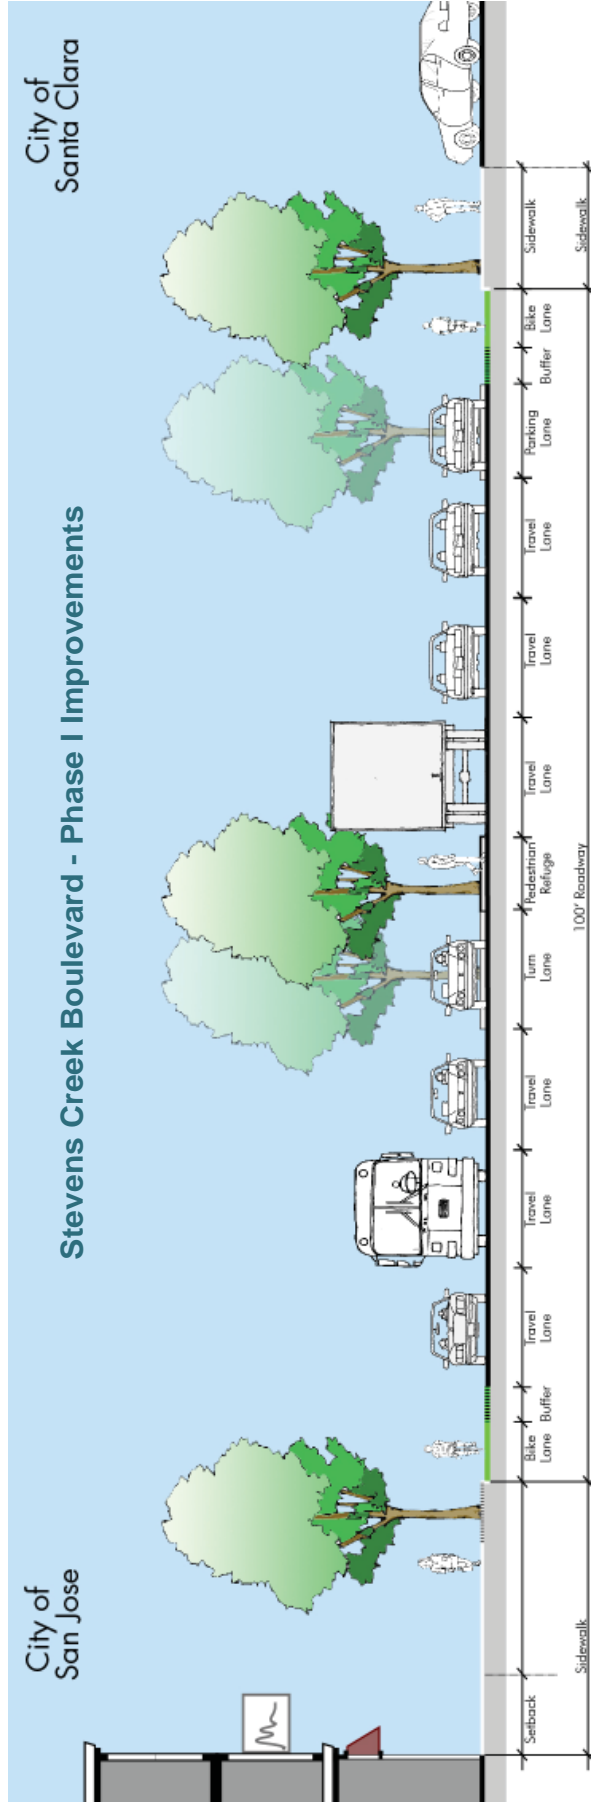 Stevens Creek Boulevard - Phase I Improvements
City of
San Jose
City of
Santa Clara
Setback
Bike
Lane
Buffer
Travel
Lane
Travel
Lane
Travel
Lane
Turn
Lane
Pedestrian
Refuge
Travel
Lane
Travel
Lane
Travel
Lane
Parking
Lane
Buffer
Bike
Lane
Sidewalk
Sidewalk
100' Roadway
Sidewalk